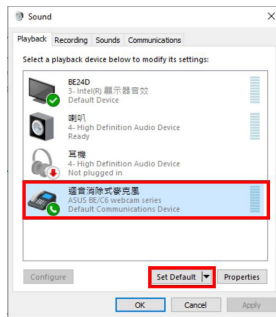 Sound
Playback Recording Sounds Communications
Select a playback device below to modify its settings:
BE24D
3- Intel(R) 顯示器音效
Default Device
喇叭
4- High Definition Audio Device
Ready
耳機
4- High Definition Audio Device
Not plugged in
迴音消除式麥克風
ASUS BE/C6 webcam series
Default Communications Device
Configure Set Default Properties
OK Cancel Apply